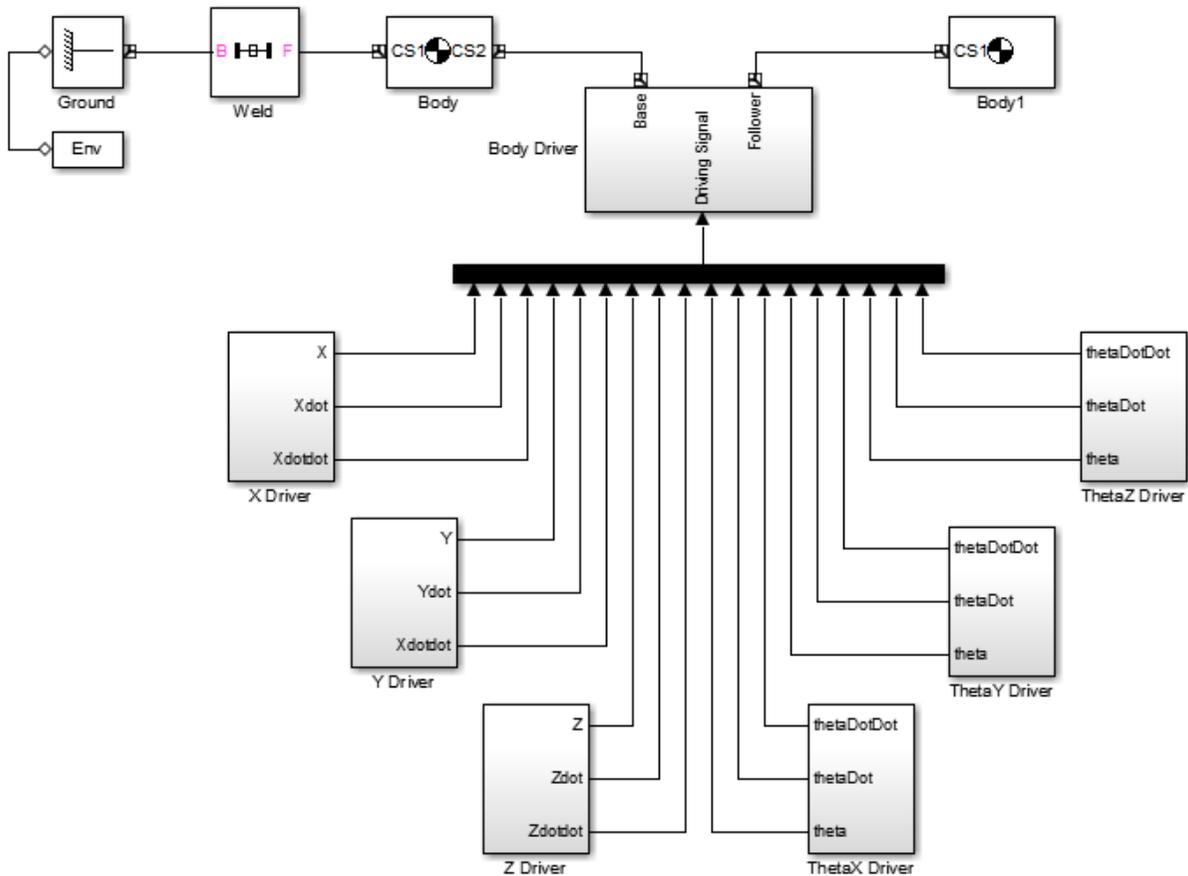 B
F
CS1
CS2
CS1
Ground
Weld
Body
Body1
Env
Base
Driving Signal
Follower
Body Driver
X
Xdot
Xdotdot
X Driver
thetaDotDot
thetaDot
theta
ThetaZ Driver
Y
Ydot
Xdotdot
Y Driver
thetaDotDot
thetaDot
theta
ThetaY Driver
Z
Zdot
Zdotdot
Z Driver
thetaDotDot
thetaDot
theta
ThetaX Driver